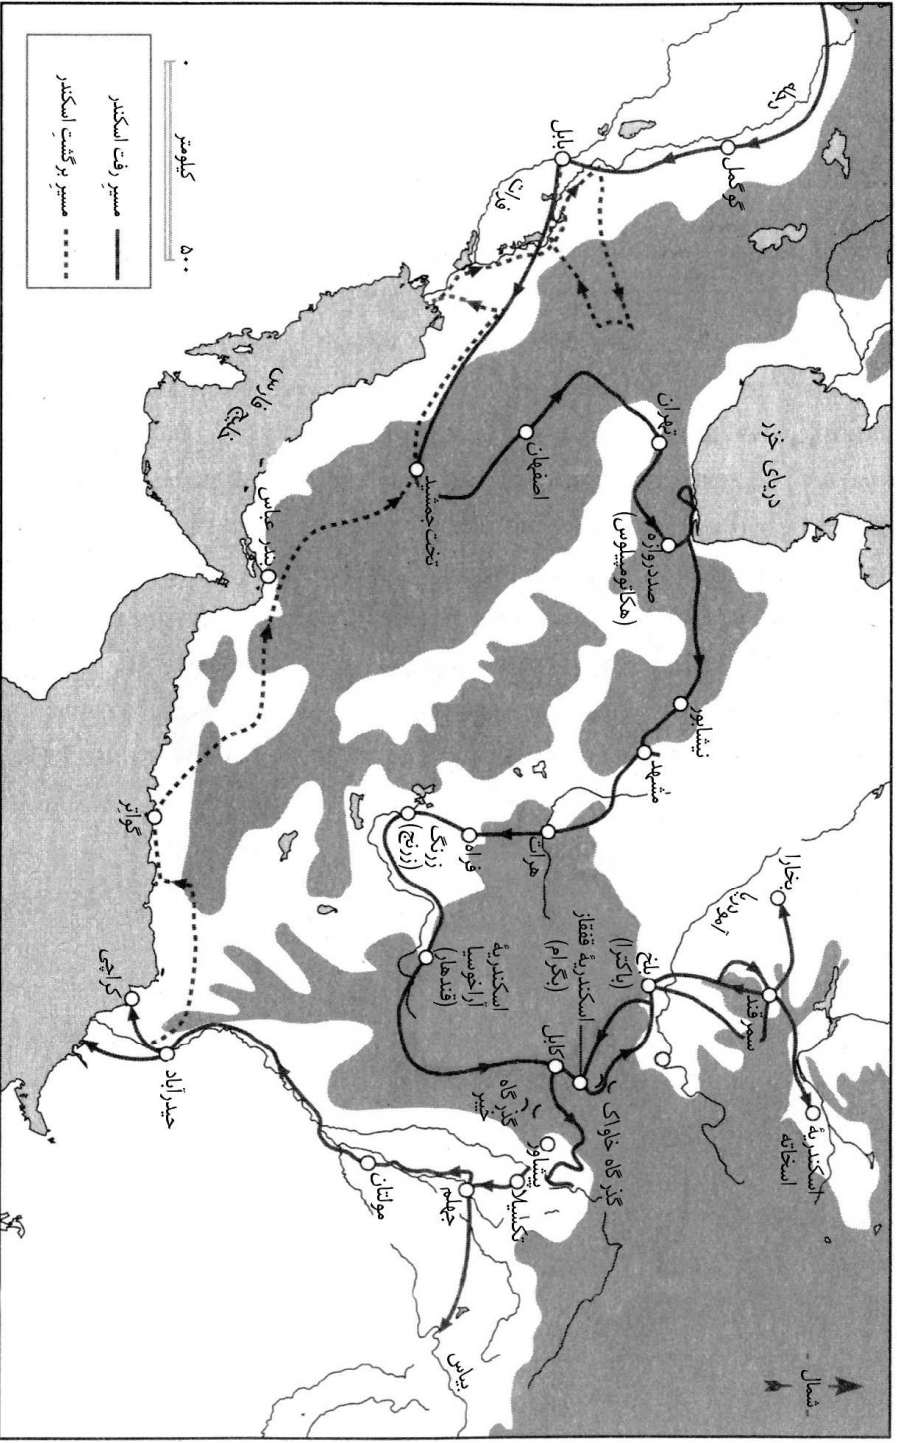 شمال
دجله
گوگمل
بابل
فرات
دریای خزر
تهران
اصفهان
صددروازه
(هکاتومپیلوس)
تخت‌جمشید
خلیج فارس
بندر عباس
نیشابور
مشهد
هرات
فراه
زرنگ
(زرنج)
گواتر
بخارا
آمودریا
سمرقند
اسکندریهٔ
اسخاته
بلخ
(باکترا)
اسکندریهٔ قفقاز
(بگرام)
اسکندریهٔ
آراخوسیا
(قندهار)
کابل
گذرگاه خاواک
گذرگاه
خیبر
پیشاور
تکسیلا
جهلم
بیاس
مولتان
حیدرآباد
کراچی
۰ ۵۰۰
کیلومتر
مسیرِ رفت اسکندر
مسیرِ برگشتِ اسکندر